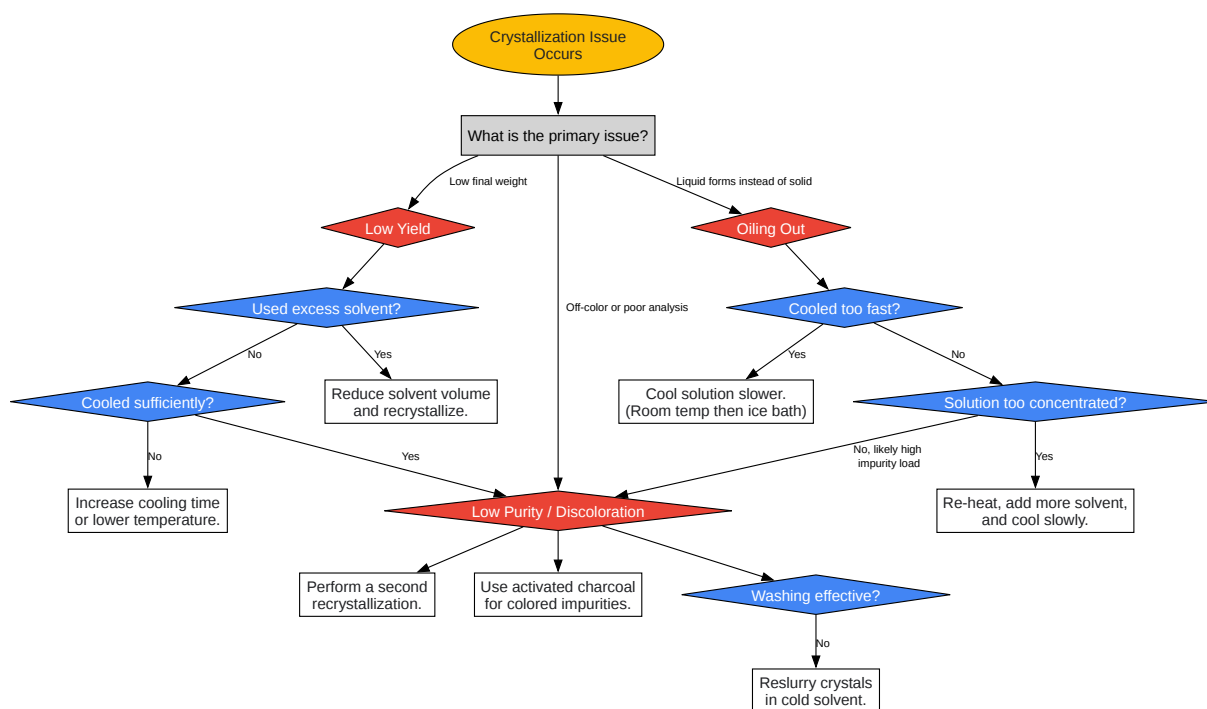 Crystallization Issue
Occurs
What is the primary issue?
Low final weight
Liquid forms instead of solid
Low Yield
Oiling Out
Used excess solvent?
Off-color or poor analysis
Cooled too fast?
No
Yes
Yes
No
Cooled sufficiently?
Reduce solvent volume
and recrystallize.
Cool solution slower.
(Room temp then ice bath)
Solution too concentrated?
No
Yes
No, likely high
impurity load
Yes
Increase cooling time
or lower temperature.
Low Purity / Discoloration
Re-heat, add more solvent,
and cool slowly.
Perform a second
recrystallization.
Use activated charcoal
for colored impurities.
Washing effective?
No
Reslurry crystals
in cold solvent.